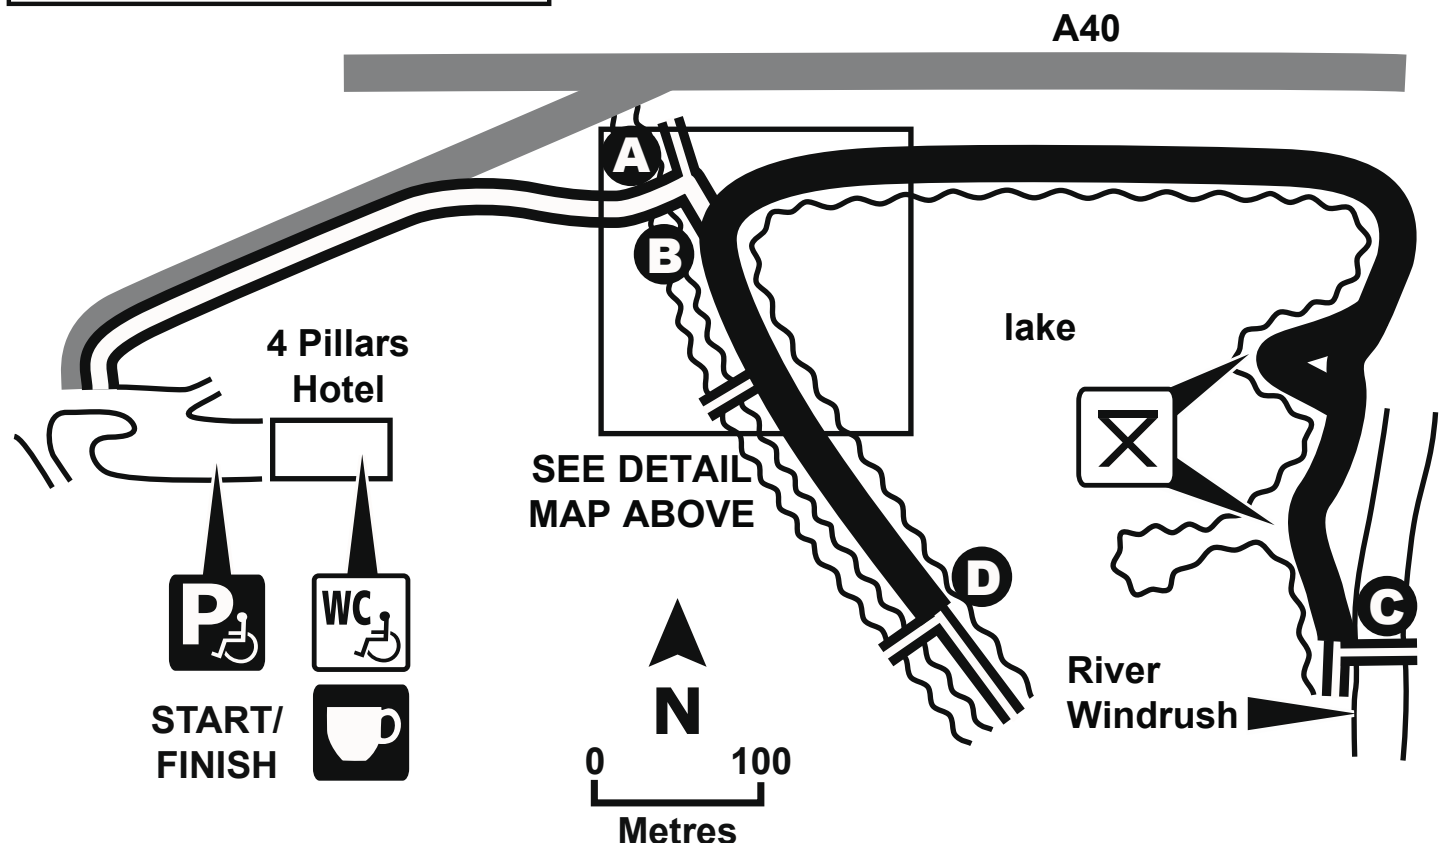 A40
A
B
4 Pillars
Hotel
lake
SEE DETAIL
MAP ABOVE
D
C
P
WC
START/
FINISH
N
River
Windrush
0 100
Metres